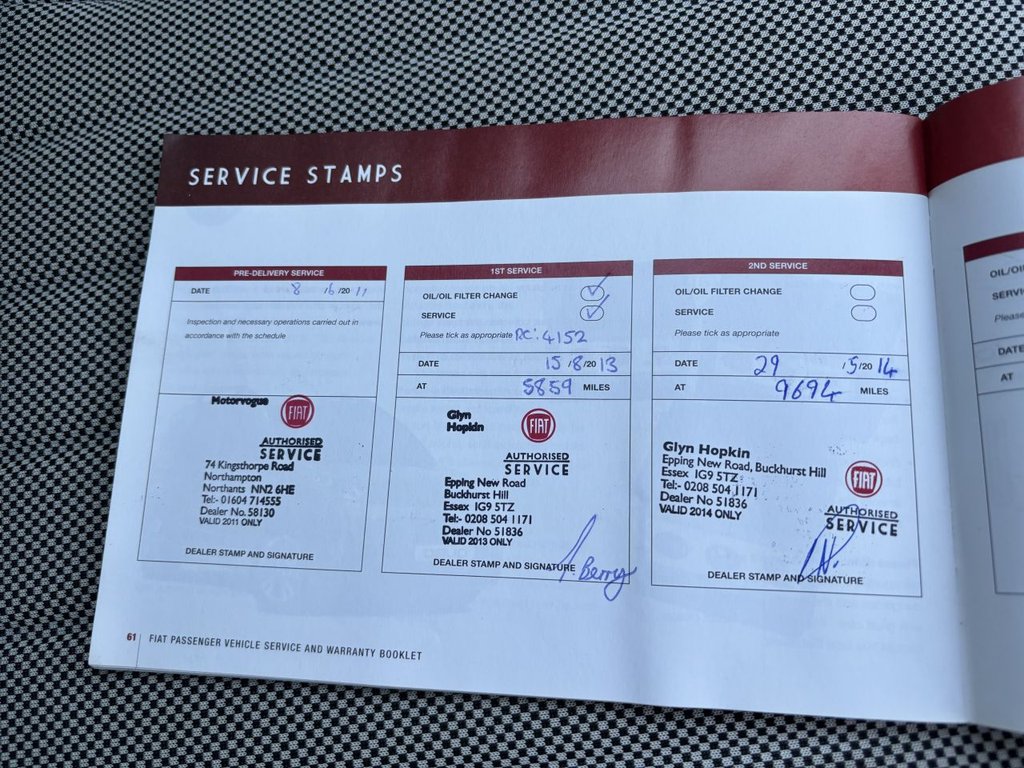 SERVICE STAMPS
PRE-DELIVERY SERVICE
DATE 8 /6/20 11
Inspection and necessary operations carried out in
accordance with the schedule
Motorvogue
FIAT
AUTHORISED
SERVICE
74 Kingsthorpe Road
Northampton
Northants NN2 6HE
Tel:- 01604 714555
Dealer No. 58130
VALID 2011 ONLY
DEALER STAMP AND SIGNATURE
1ST SERVICE
OIL/OIL FILTER CHANGE
SERVICE
Please tick as appropriate RC: 4152
DATE 15 /8/20 13
AT 5859 MILES
Glyn
Hopkin
FIAT
AUTHORISED
SERVICE
Epping New Road
Buckhurst Hill
Essex IG9 5TZ
Tel:- 0208 504 1171
Dealer No 51836
VALID 2013 ONLY
DEALER STAMP AND SIGNATURE
Berry
2ND SERVICE
OIL/OIL FILTER CHANGE
SERVICE
Please tick as appropriate
DATE 29 /5/20 14
AT 9694 MILES
Glyn Hopkin
Epping New Road, Buckhurst Hill
Essex IG9 5TZ
Tel:- 0208 504 1171
Dealer No 51836
VALID 2014 ONLY
FIAT
AUTHORISED
SERVICE
DEALER STAMP AND SIGNATURE
OIL/OI
SERVI
Pleas
DATE
AT
61 FIAT PASSENGER VEHICLE SERVICE AND WARRANTY BOOKLET